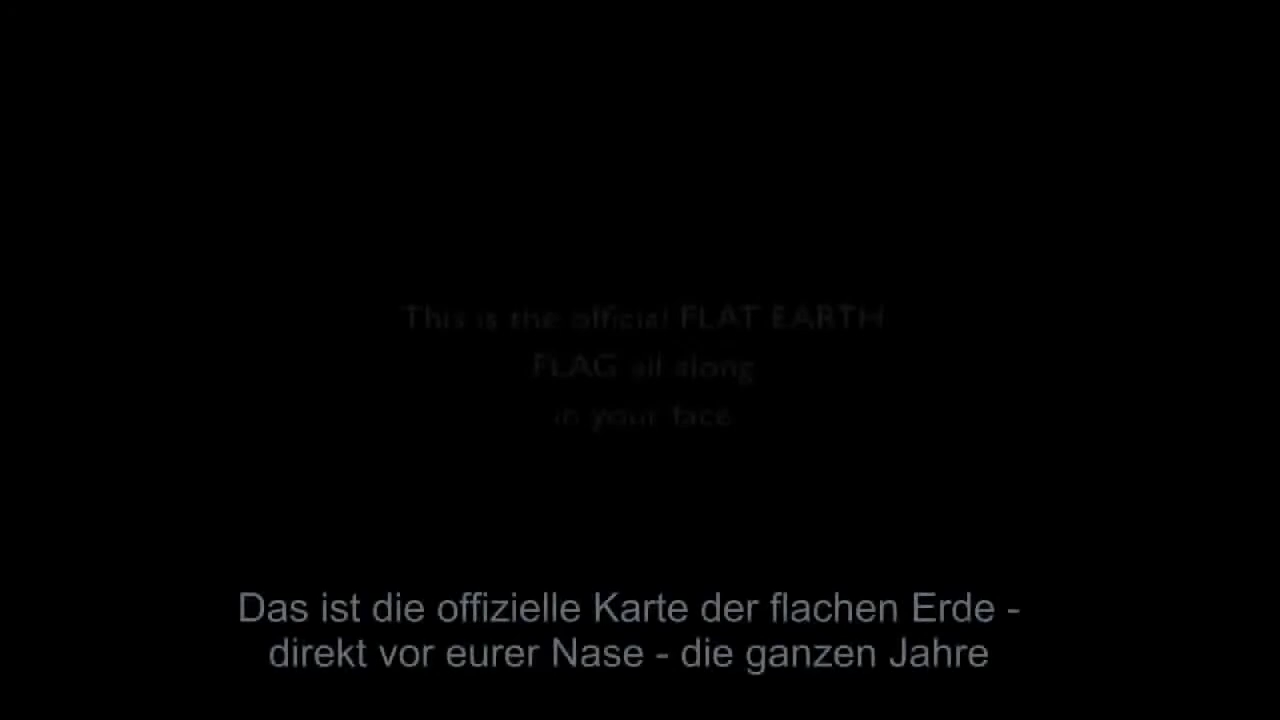 This is the official FLAT EARTH
FLAG all along
in your face
Das ist die offizielle Karte der flachen Erde -
direkt vor eurer Nase - die ganzen Jahre